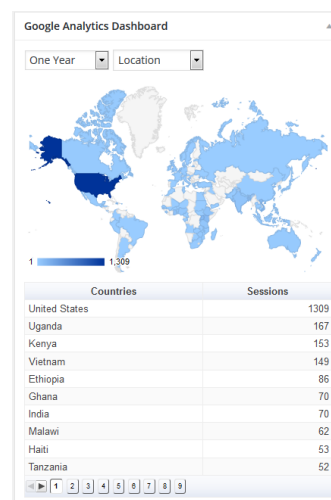 Google Analytics Dashboard
One Year Location
1 1,309
Countries Sessions
United States 1309
Uganda 167
Kenya 153
Vietnam 149
Ethiopia 86
Ghana 70
India 70
Malawi 62
Haiti 53
Tanzania 52
1 2 3 4 5 6 7 8 9